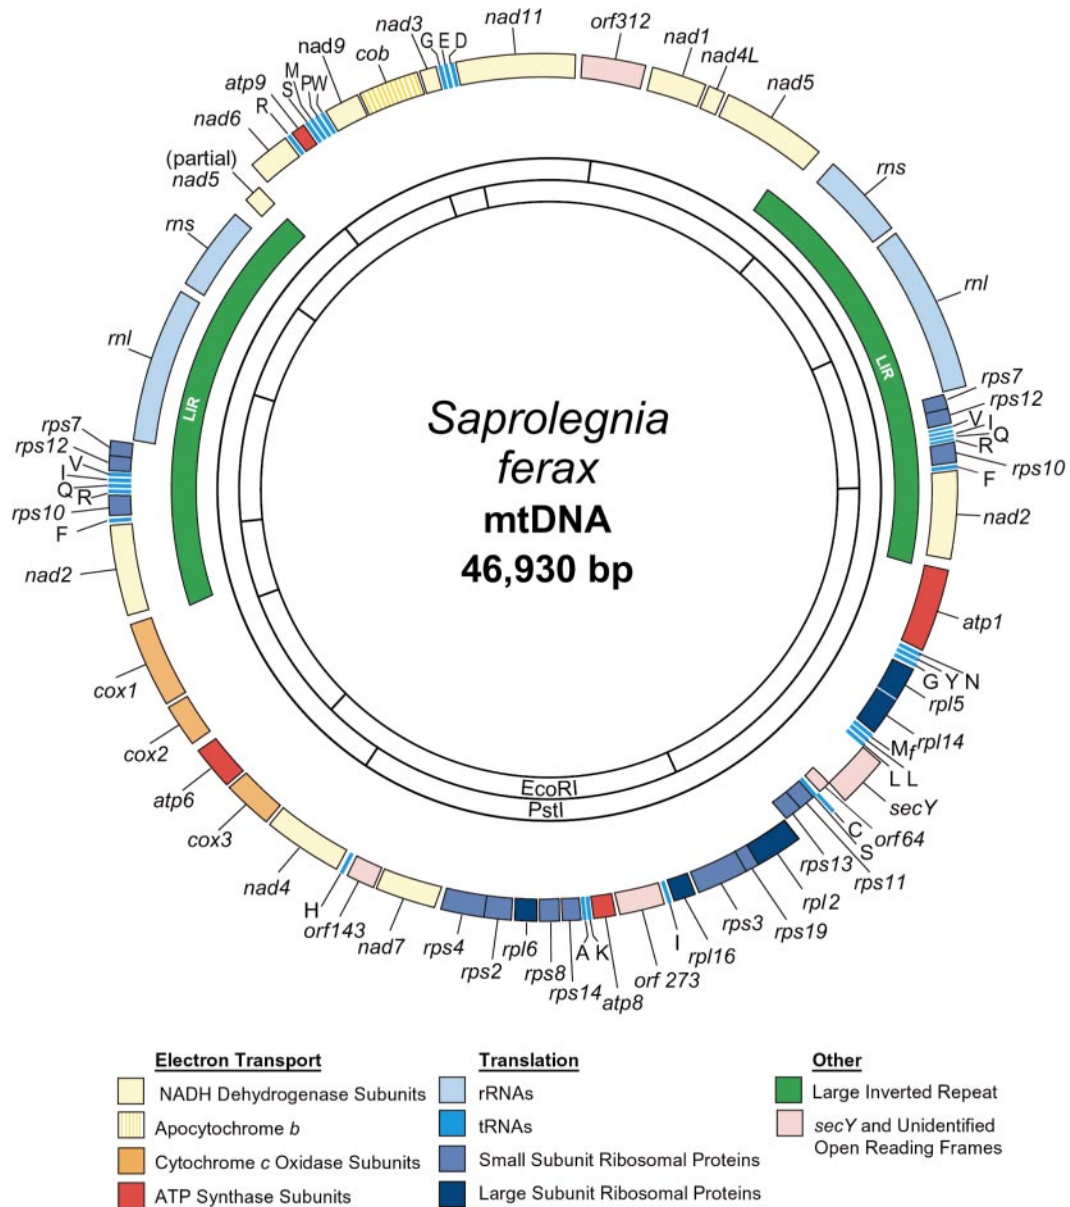 nad11
orf312
nad1
nad4L
nad5
rns
rnl
rps7
rps12
V
I
Q
R
rps10
F
nad2
atp1
G Y N
rpl5
rpl14
Mf
L L
secY
orf64
C
S
rps11
rps13
rpl2
rps19
rps3
rpl16
I
orf 273
atp8
A K
rps14
rps8
rpl6
rps2
rps4
nad7
orf143
H
nad4
cox3
atp6
cox2
cox1
nad2
F
rps10
R
Q
I
V
rps12
rps7
rnl
rns
(partial)
nad5
nad6
R
atp9
S
M
PW
nad9
cob
nad3
G E D
LIR
LIR
Saprolegnia
ferax
mtDNA
46,930 bp
EcoRI
PstI
Electron Transport
NADH Dehydrogenase Subunits
Apocytochrome b
Cytochrome c Oxidase Subunits
ATP Synthase Subunits
Translation
rRNAs
tRNAs
Small Subunit Ribosomal Proteins
Large Subunit Ribosomal Proteins
Other
Large Inverted Repeat
secY and Unidentified
Open Reading Frames